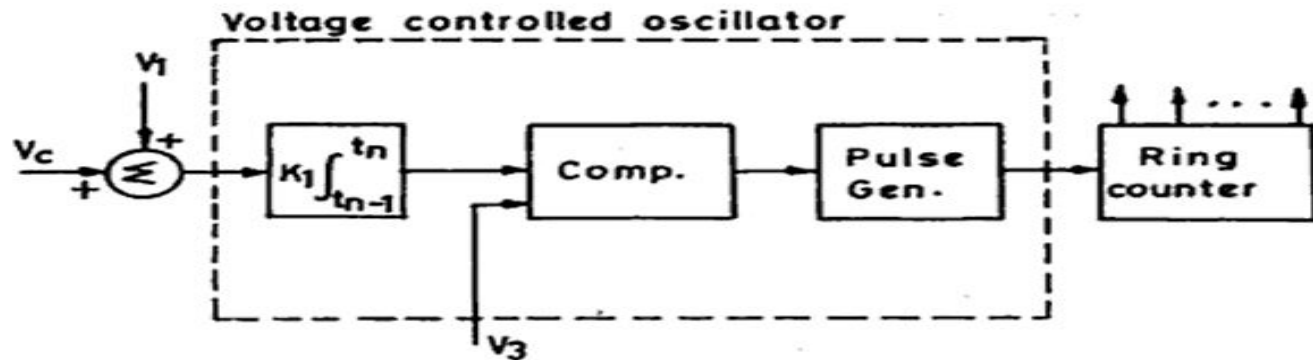 Voltage controlled oscillator
V1
+
Vc
+
Σ
K1 ∫ tn tn-1
Comp.
Pulse
Gen.
Ring
counter
...
V3